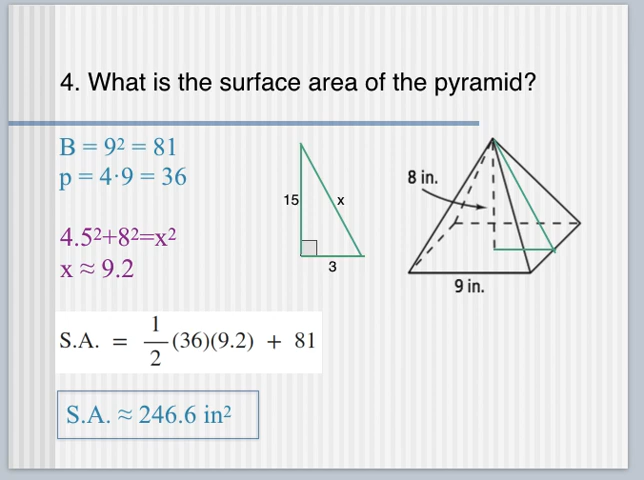 4. What is the surface area of the pyramid?
B = 9² = 81
p = 4·9 = 36
4.5²+8²=x²
x ≈ 9.2
15
x
3
8 in.
9 in.
S.A. = 1/2 (36)(9.2) + 81
S.A. ≈ 246.6 in²